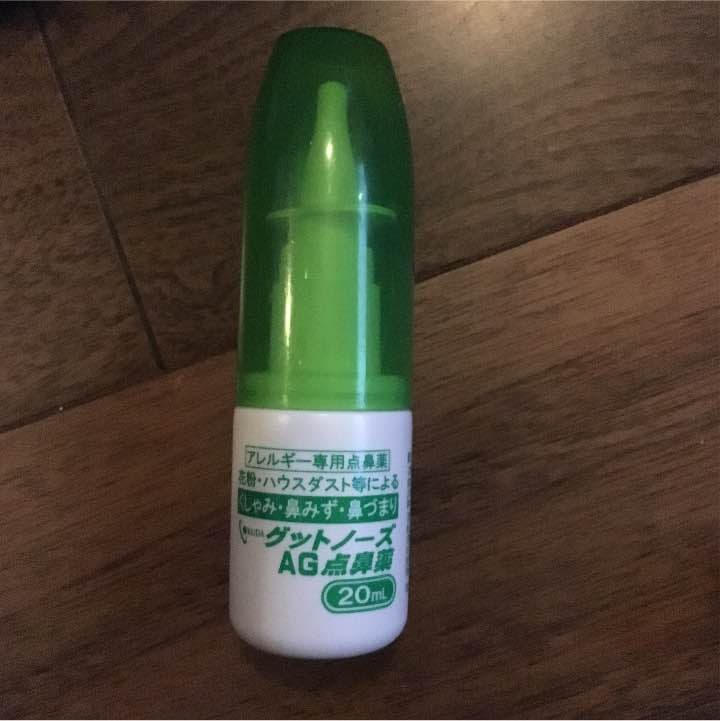 アレルギー専用点鼻薬
花粉・ハウスダスト等による
くしゃみ・鼻みず・鼻づまり
グットノーズ
AG点鼻薬
20mL